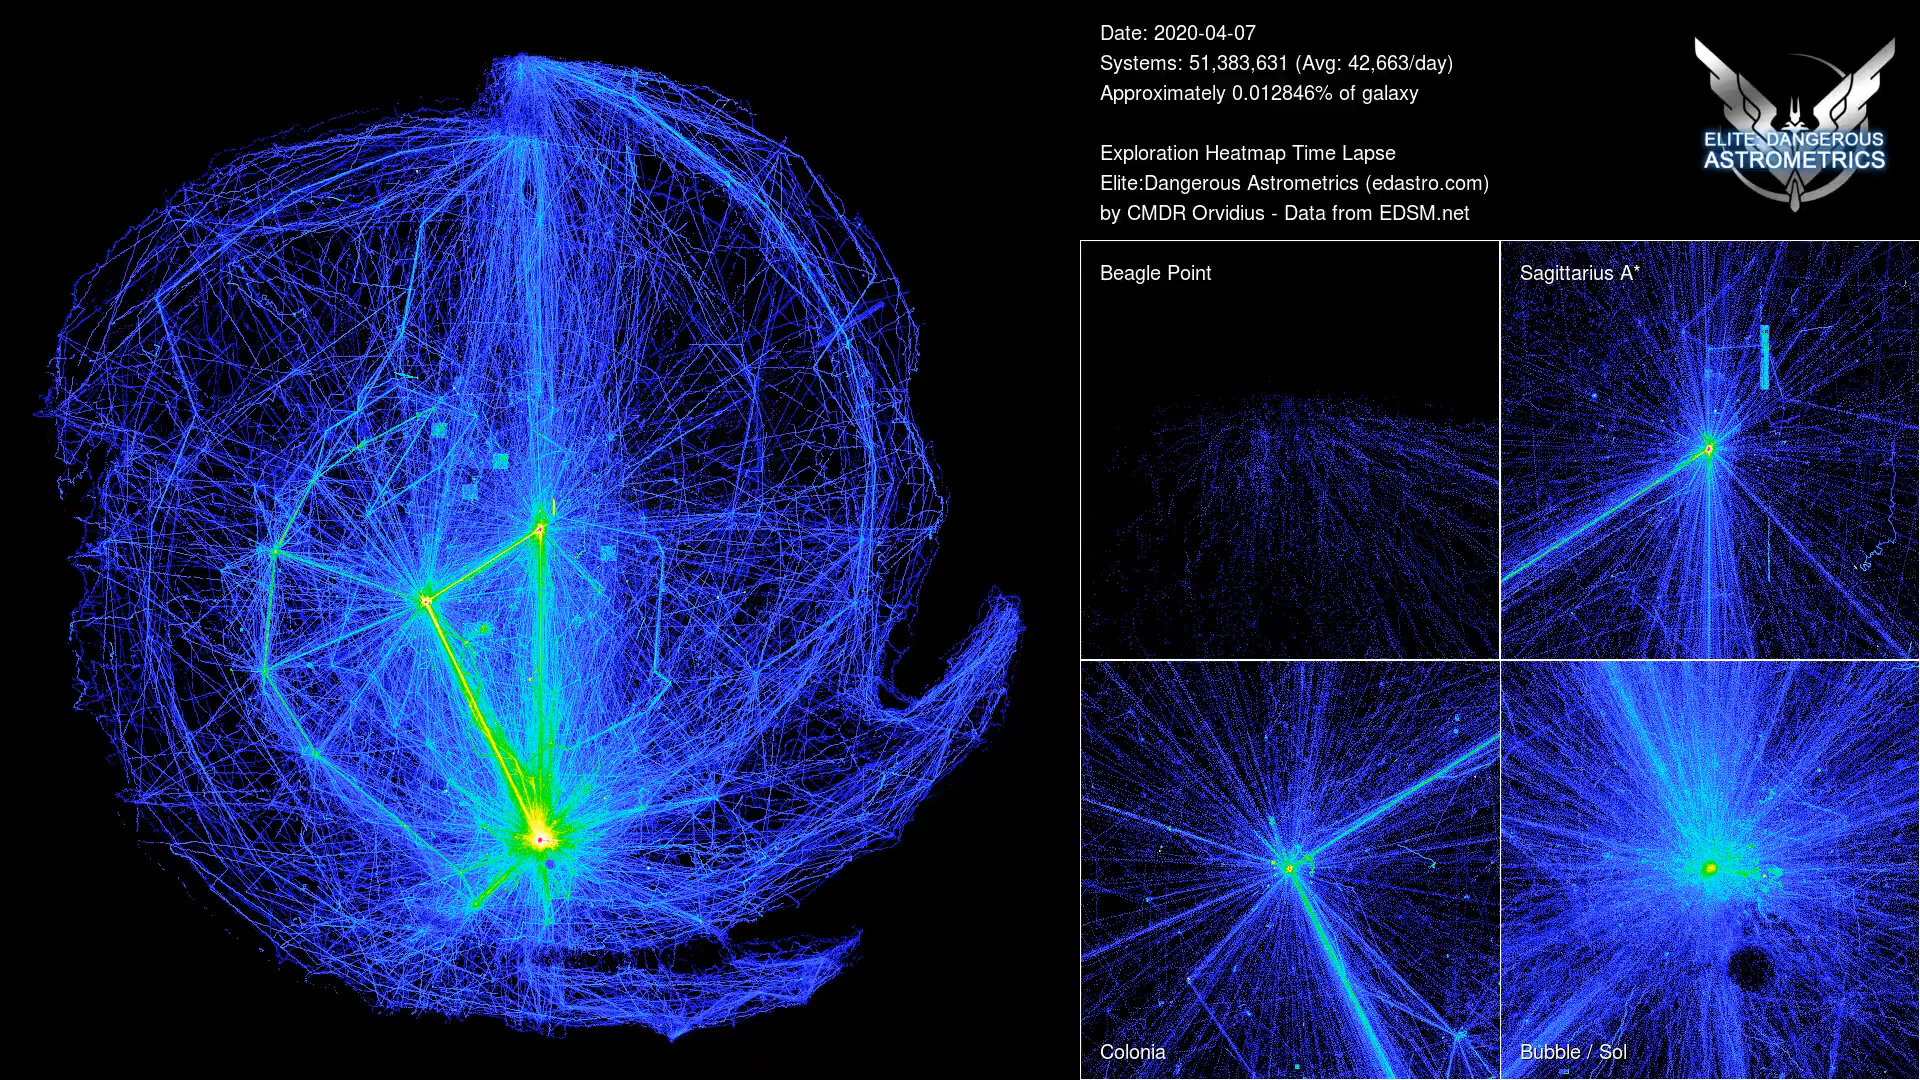 Date: 2020-04-07
Systems: 51,383,631 (Avg: 42,663/day)
Approximately 0.012846% of galaxy
Exploration Heatmap Time Lapse
Elite:Dangerous Astrometrics (edastro.com)
by CMDR Orvidius - Data from EDSM.net
ELITE: DANGEROUS
ASTROMETRICS
Beagle Point
Sagittarius A*
Colonia
Bubble / Sol